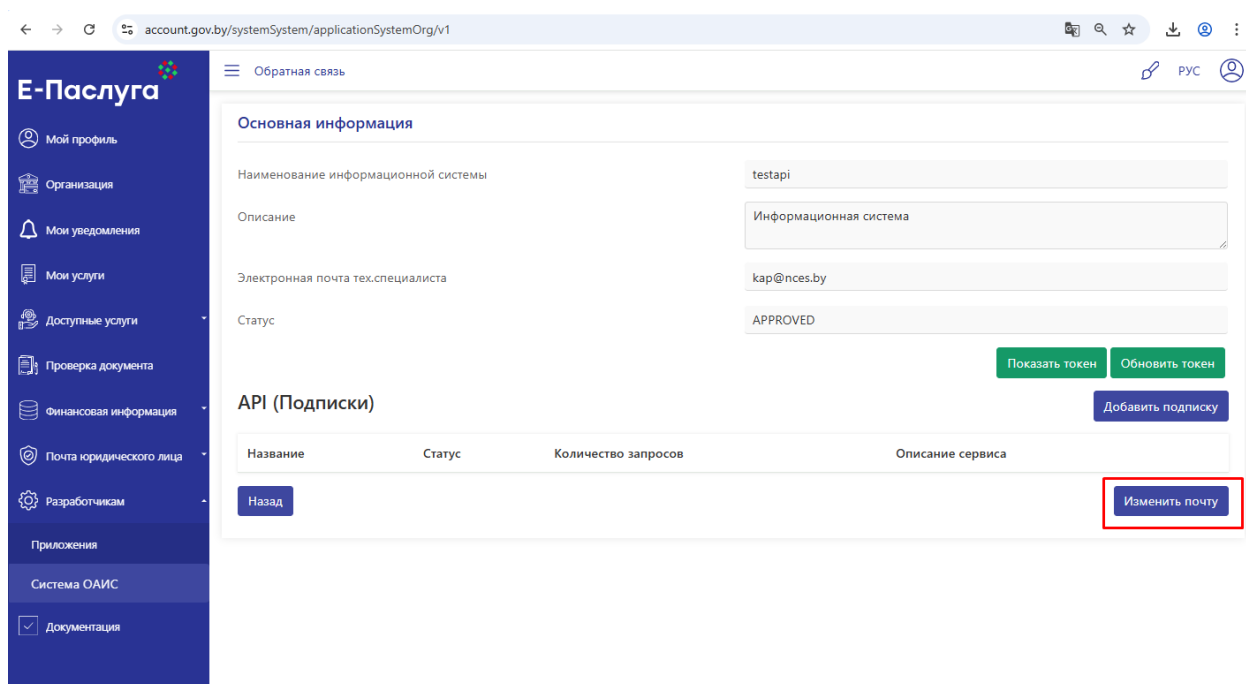 account.gov.by/systemSystem/applicationSystemOrg/v1
Е-Паслуга
Обратная связь
РУС
Мой профиль
Организация
Мои уведомления
Мои услуги
Доступные услуги
Проверка документа
Финансовая информация
Почта юридического лица
Разработчикам
Приложения
Система ОАИС
Документация
Основная информация
Наименование информационной системы
testapi
Описание
Информационная система
Электронная почта тех.специалиста
kap@nces.by
Статус
APPROVED
Показать токен
Обновить токен
API (Подписки)
Добавить подписку
Название Статус Количество запросов Описание сервиса
Назад
Изменить почту